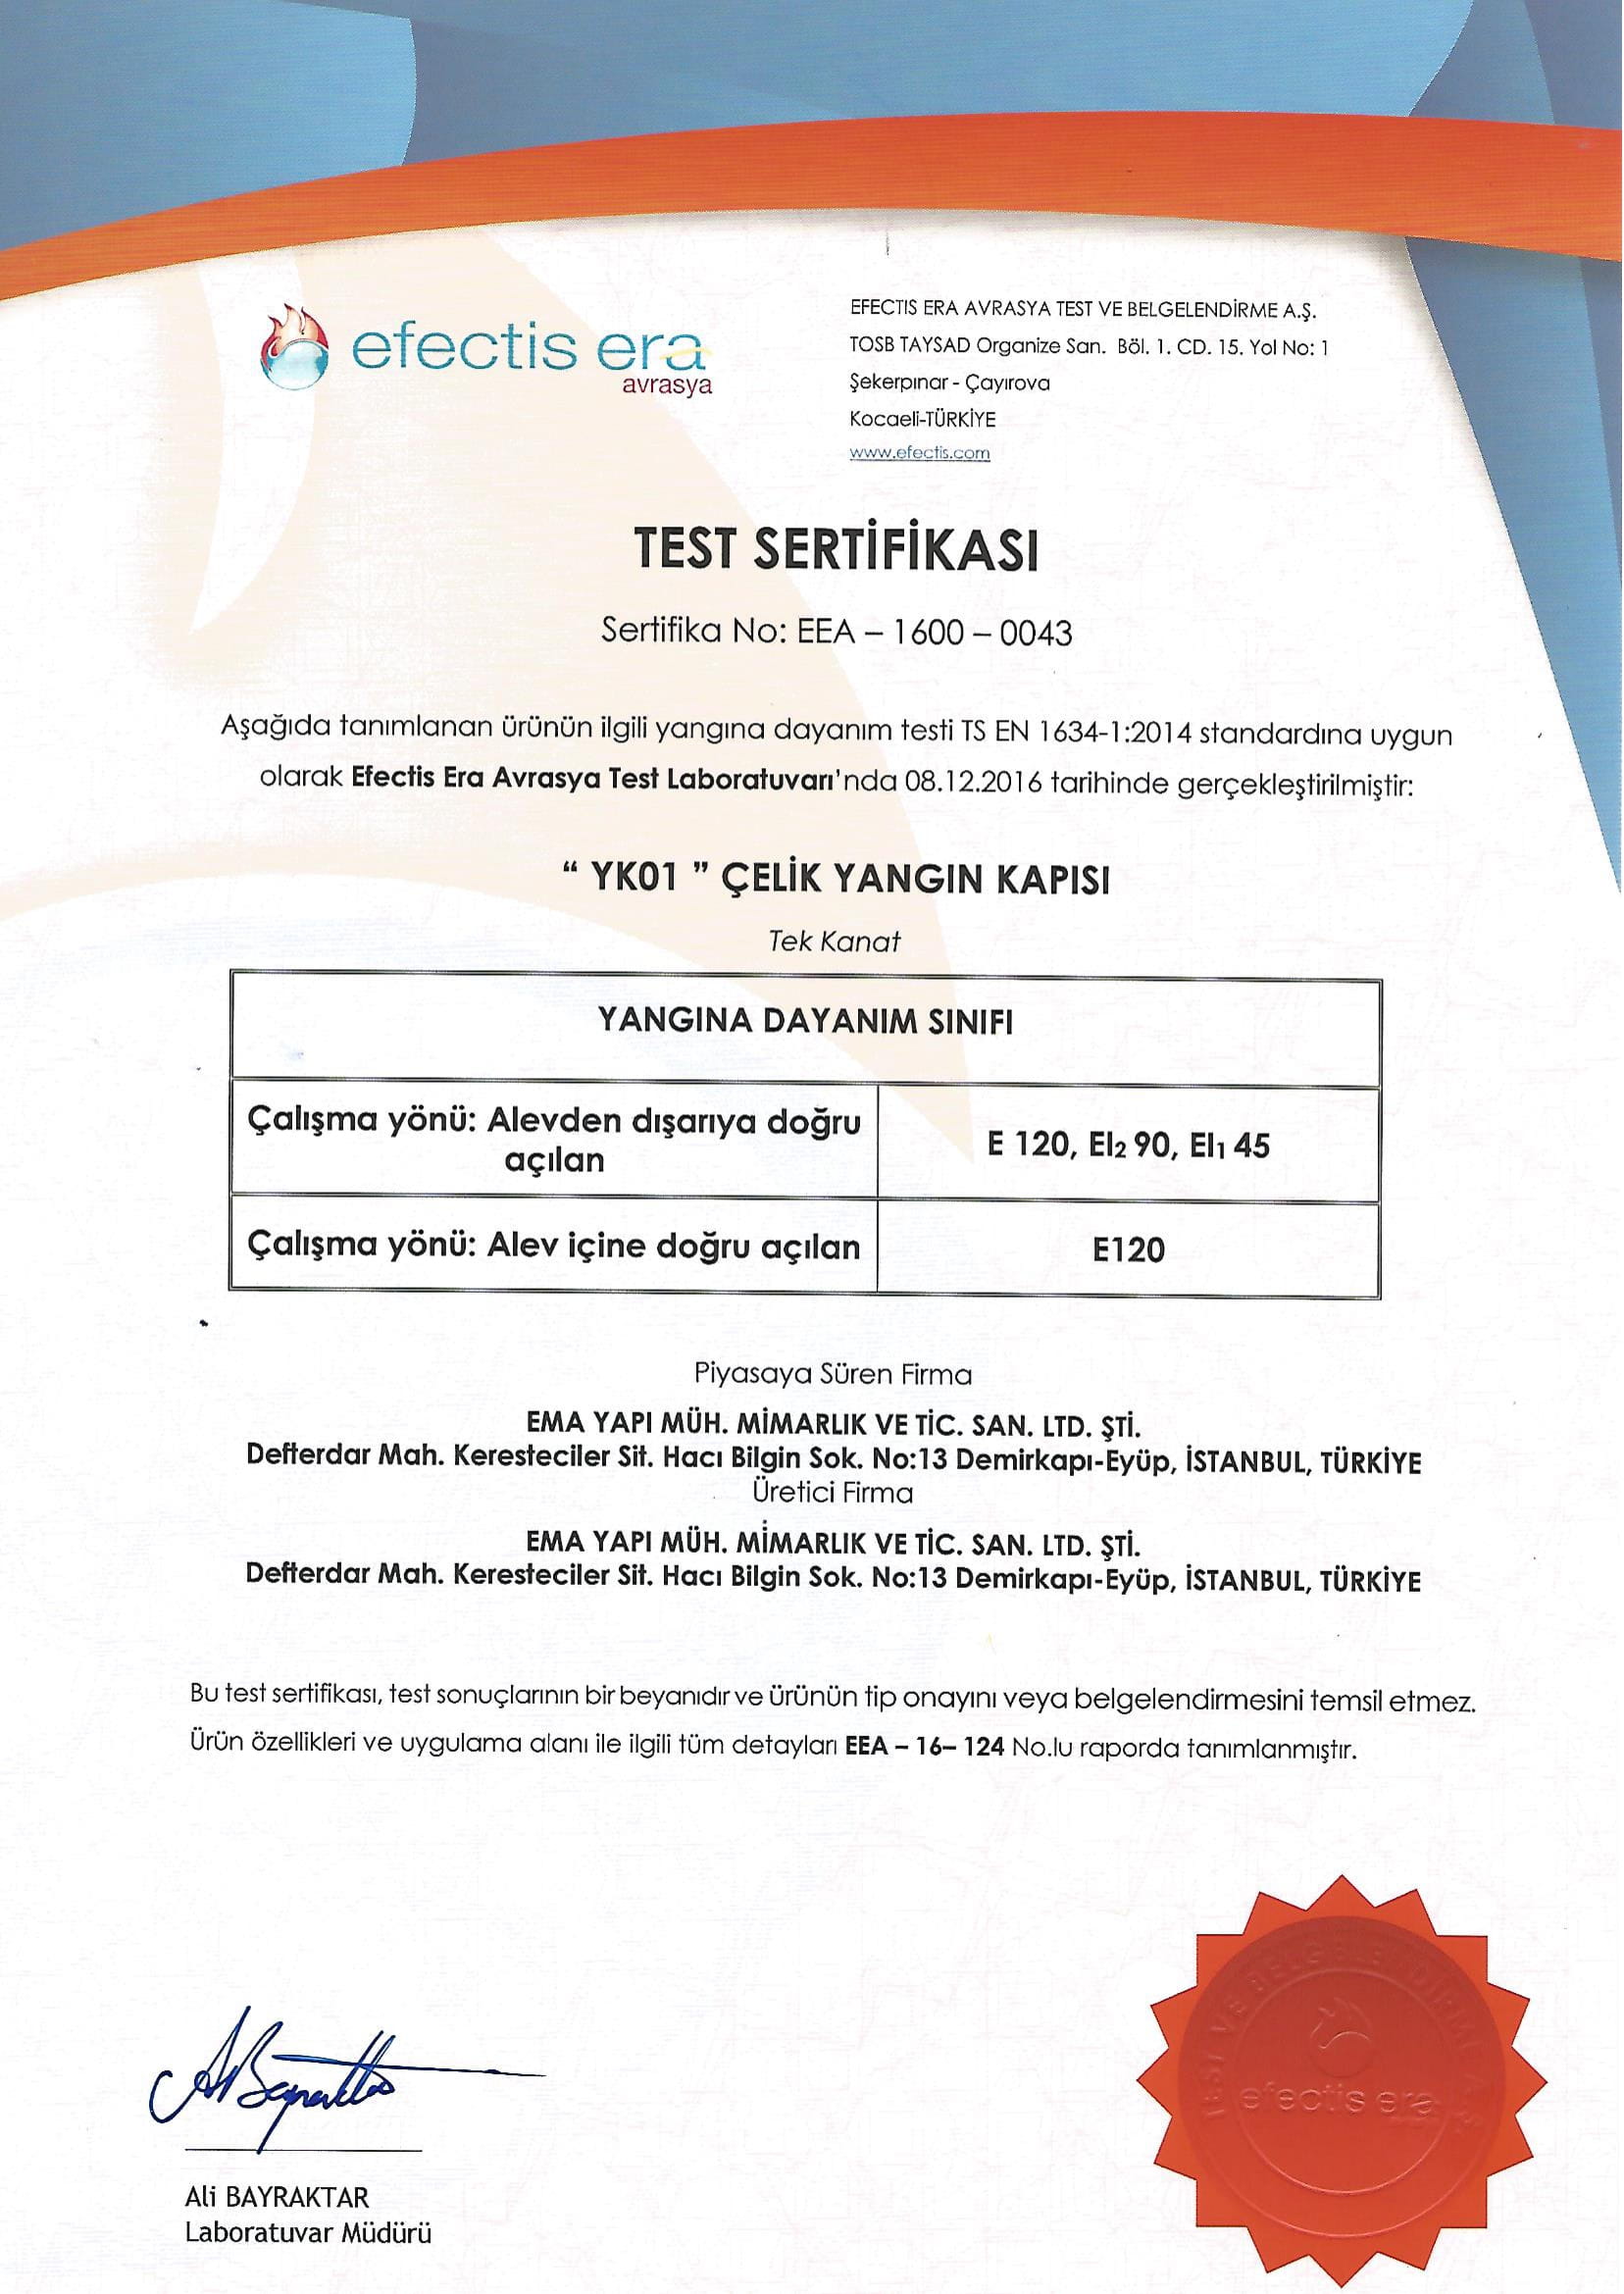 efectis era
avrasya
EFECTIS ERA AVRASYA TEST VE BELGELENDİRME A.Ş.
TOSB TAYSAD Organize San. Böl. 1. CD. 15. Yol No: 1
Şekerpınar - Çayırova
Kocaeli-TÜRKİYE
www.efectis.com
TEST SERTİFİKASI
Sertifika No: EEA – 1600 – 0043
Aşağıda tanımlanan ürünün ilgili yangına dayanım testi TS EN 1634-1:2014 standardına uygun
olarak Efectis Era Avrasya Test Laboratuvarı'nda 08.12.2016 tarihinde gerçekleştirilmiştir:
“ YK01 ” ÇELİK YANGIN KAPISI
Tek Kanat
YANGINA DAYANIM SINIFI
Çalışma yönü: Alevden dışarıya doğru
açılan
E 120, EI₂ 90, EI₁ 45
Çalışma yönü: Alev içine doğru açılan
E120
Piyasaya Süren Firma
EMA YAPI MÜH. MİMARLIK VE TİC. SAN. LTD. ŞTİ.
Defterdar Mah. Keresteciler Sit. Hacı Bilgin Sok. No:13 Demirkapı-Eyüp, İSTANBUL, TÜRKİYE
Üretici Firma
EMA YAPI MÜH. MİMARLIK VE TİC. SAN. LTD. ŞTİ.
Defterdar Mah. Keresteciler Sit. Hacı Bilgin Sok. No:13 Demirkapı-Eyüp, İSTANBUL, TÜRKİYE
Bu test sertifikası, test sonuçlarının bir beyanıdır ve ürünün tip onayını veya belgelendirmesini temsil etmez.
Ürün özellikleri ve uygulama alanı ile ilgili tüm detayları EEA – 16– 124 No.lu raporda tanımlanmıştır.
ABayraktar
Ali BAYRAKTAR
Laboratuvar Müdürü
TEST VE BELGELENDİRME A.Ş.
efectis era